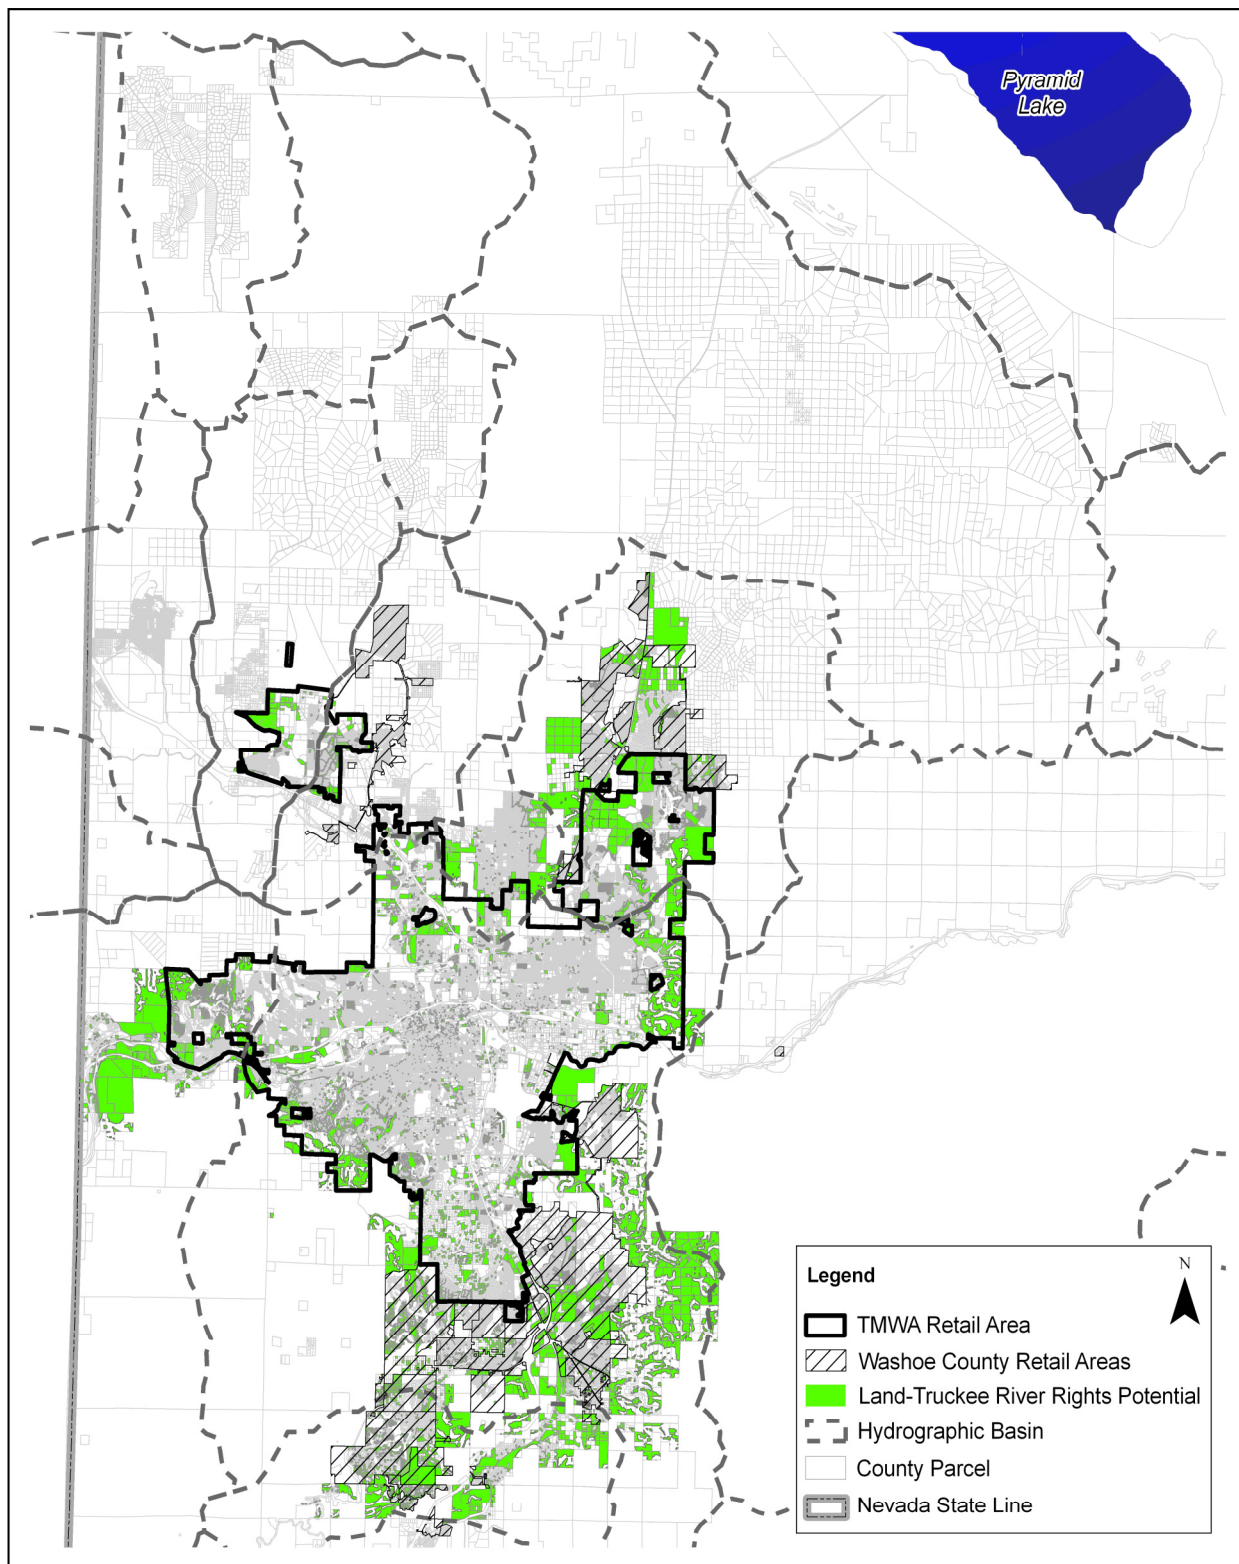 Pyramid
Lake
N
Legend
TMWA Retail Area
Washoe County Retail Areas
Land-Truckee River Rights Potential
Hydrographic Basin
County Parcel
Nevada State Line